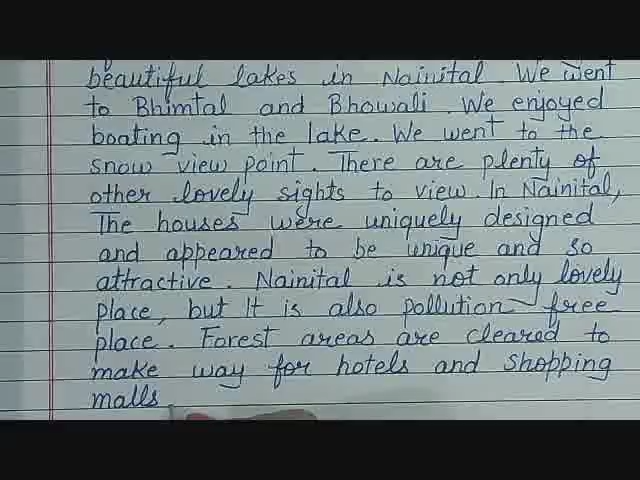 beautiful lakes in Nainital. We went
to Bhimtal and Bhowali. We enjoyed
boating in the lake. We went to the
snow view point. There are plenty of
other lovely sights to view. In Nainital,
The houses were uniquely designed
and appeared to be unique and so
attractive. Nainital is not only lovely
place, but It is also pollution free
place. Forest areas are cleared to
make way for hotels and shopping
malls.